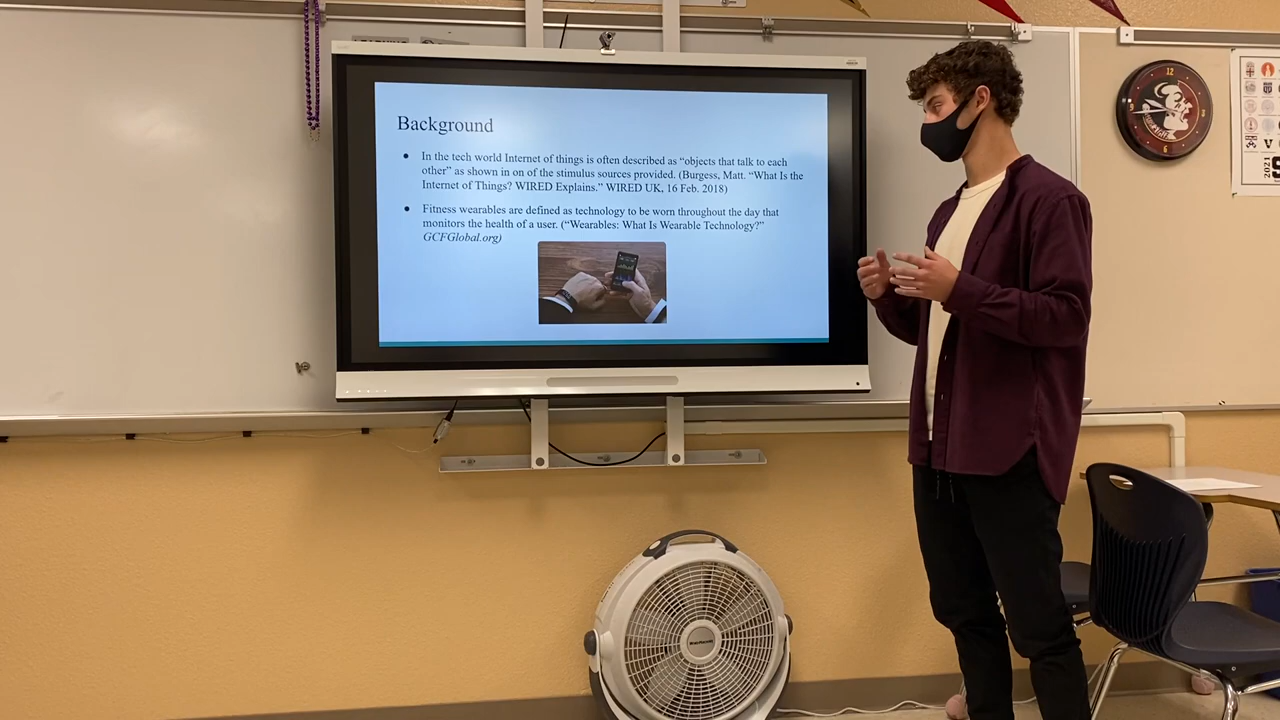 Background
● In the tech world Internet of things is often described as “objects that talk to each
other” as shown in on of the stimulus sources provided. (Burgess, Matt. “What Is the
Internet of Things? WIRED Explains.” WIRED UK, 16 Feb. 2018)
● Fitness wearables are defined as technology to be worn throughout the day that
monitors the health of a user. (“Wearables: What Is Wearable Technology?”
GCFGlobal.org)
12
6
2021